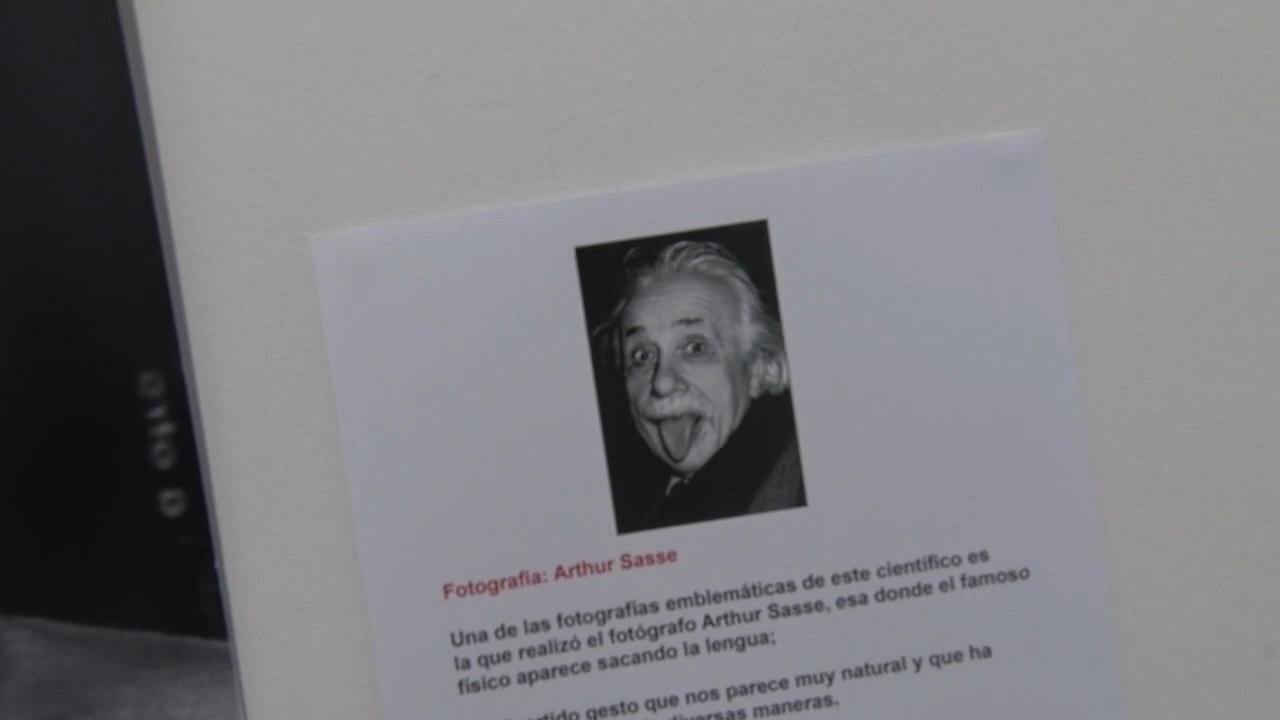 Fotografía: Arthur Sasse
Una de las fotografías emblemáticas de este científico es
la que realizó el fotógrafo Arthur Sasse, esa donde el famoso
físico aparece sacando la lengua;
gesto que nos parece muy natural y que ha
diversas maneras.